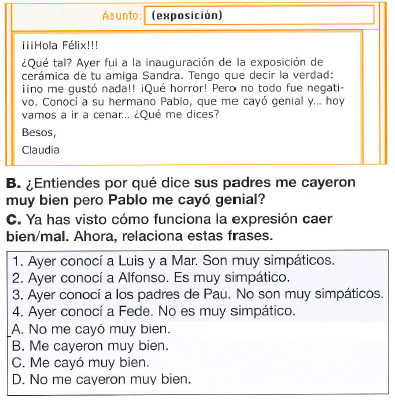 Asunto: (exposición)
¡¡¡Hola Félix!!!
¿Qué tal? Ayer fui a la inauguración de la exposición de
cerámica de tu amiga Sandra. Tengo que decir la verdad:
¡¡no me gustó nada!! ¡Qué horror! Pero no todo fue negati-
vo. Conocí a su hermano Pablo, que me cayó genial y... hoy
vamos a ir a cenar... ¿Qué me dices?
Besos,
Claudia
B. ¿Entiendes por qué dice sus padres me cayeron
muy bien pero Pablo me cayó genial?
C. Ya has visto cómo funciona la expresión caer
bien/mal. Ahora, relaciona estas frases.
1. Ayer conocí a Luis y a Mar. Son muy simpáticos.
2. Ayer conocí a Alfonso. Es muy simpático.
3. Ayer conocí a los padres de Pau. No son muy simpáticos.
4. Ayer conocí a Fede. No es muy simpático.
A. No me cayó muy bien.
B. Me cayeron muy bien.
C. Me cayó muy bien.
D. No me cayeron muy bien.